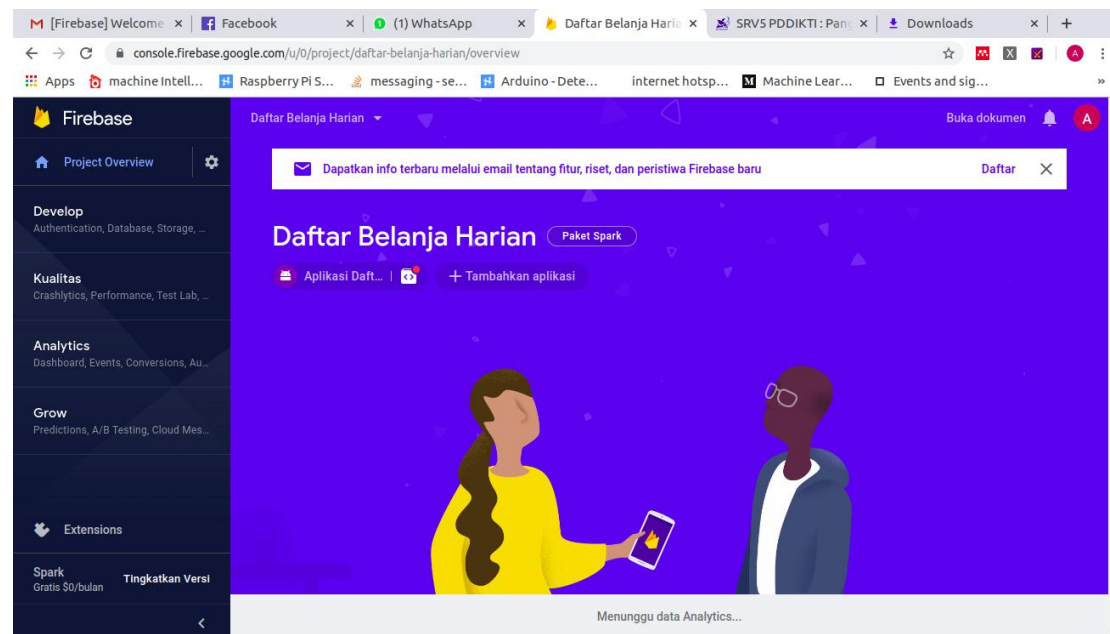 [Firebase] Welcome
Facebook
(1) WhatsApp
Daftar Belanja Haria
SRV5 PDDIKTI : Pang
Downloads
console.firebase.google.com/u/0/project/daftar-belanja-harian/overview
A
Apps
machine Intell...
Raspberry Pi S...
messaging - se...
Arduino - Dete...
internet hotsp...
Machine Lear...
Events and sig...
»
Firebase
Daftar Belanja Harian
Buka dokumen
A
Project Overview
Dapatkan info terbaru melalui email tentang fitur, riset, dan peristiwa Firebase baru
Daftar
Develop
Authentication, Database, Storage, ...
Daftar Belanja Harian
Paket Spark
Kualitas
Crashlytics, Performance, Test Lab, ...
Aplikasi Daft...
+ Tambahkan aplikasi
Analytics
Dashboard, Events, Conversions, Au...
Grow
Predictions, A/B Testing, Cloud Mes...
Extensions
Spark
Gratis $0/bulan
Tingkatkan Versi
Menunggu data Analytics...